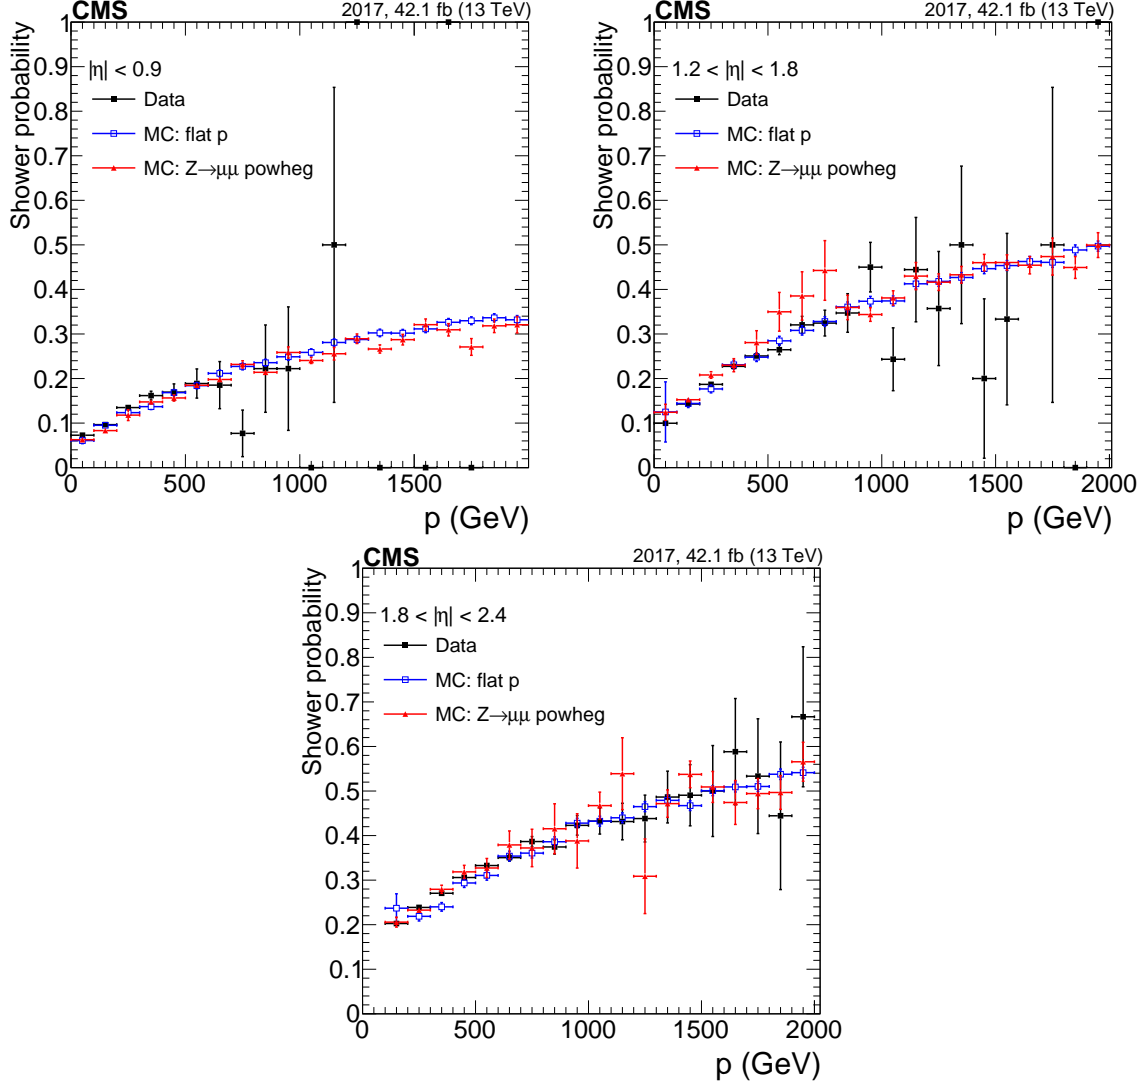 CMS 2017, 42.1 fb (13 TeV)
Shower probability
|η| < 0.9
Data
MC: flat p
MC: Z→μμ powheg
1
0.9
0.8
0.7
0.6
0.5
0.4
0.3
0.2
0.1
0
0 500 1000 1500
p (GeV)
CMS 2017, 42.1 fb (13 TeV)
Shower probability
1.2 < |η| < 1.8
Data
MC: flat p
MC: Z→μμ powheg
1
0.9
0.8
0.7
0.6
0.5
0.4
0.3
0.2
0.1
0
0 500 1000 1500 2000
p (GeV)
CMS 2017, 42.1 fb (13 TeV)
Shower probability
1.8 < |η| < 2.4
Data
MC: flat p
MC: Z→μμ powheg
1
0.9
0.8
0.7
0.6
0.5
0.4
0.3
0.2
0.1
0
0 500 1000 1500 2000
p (GeV)